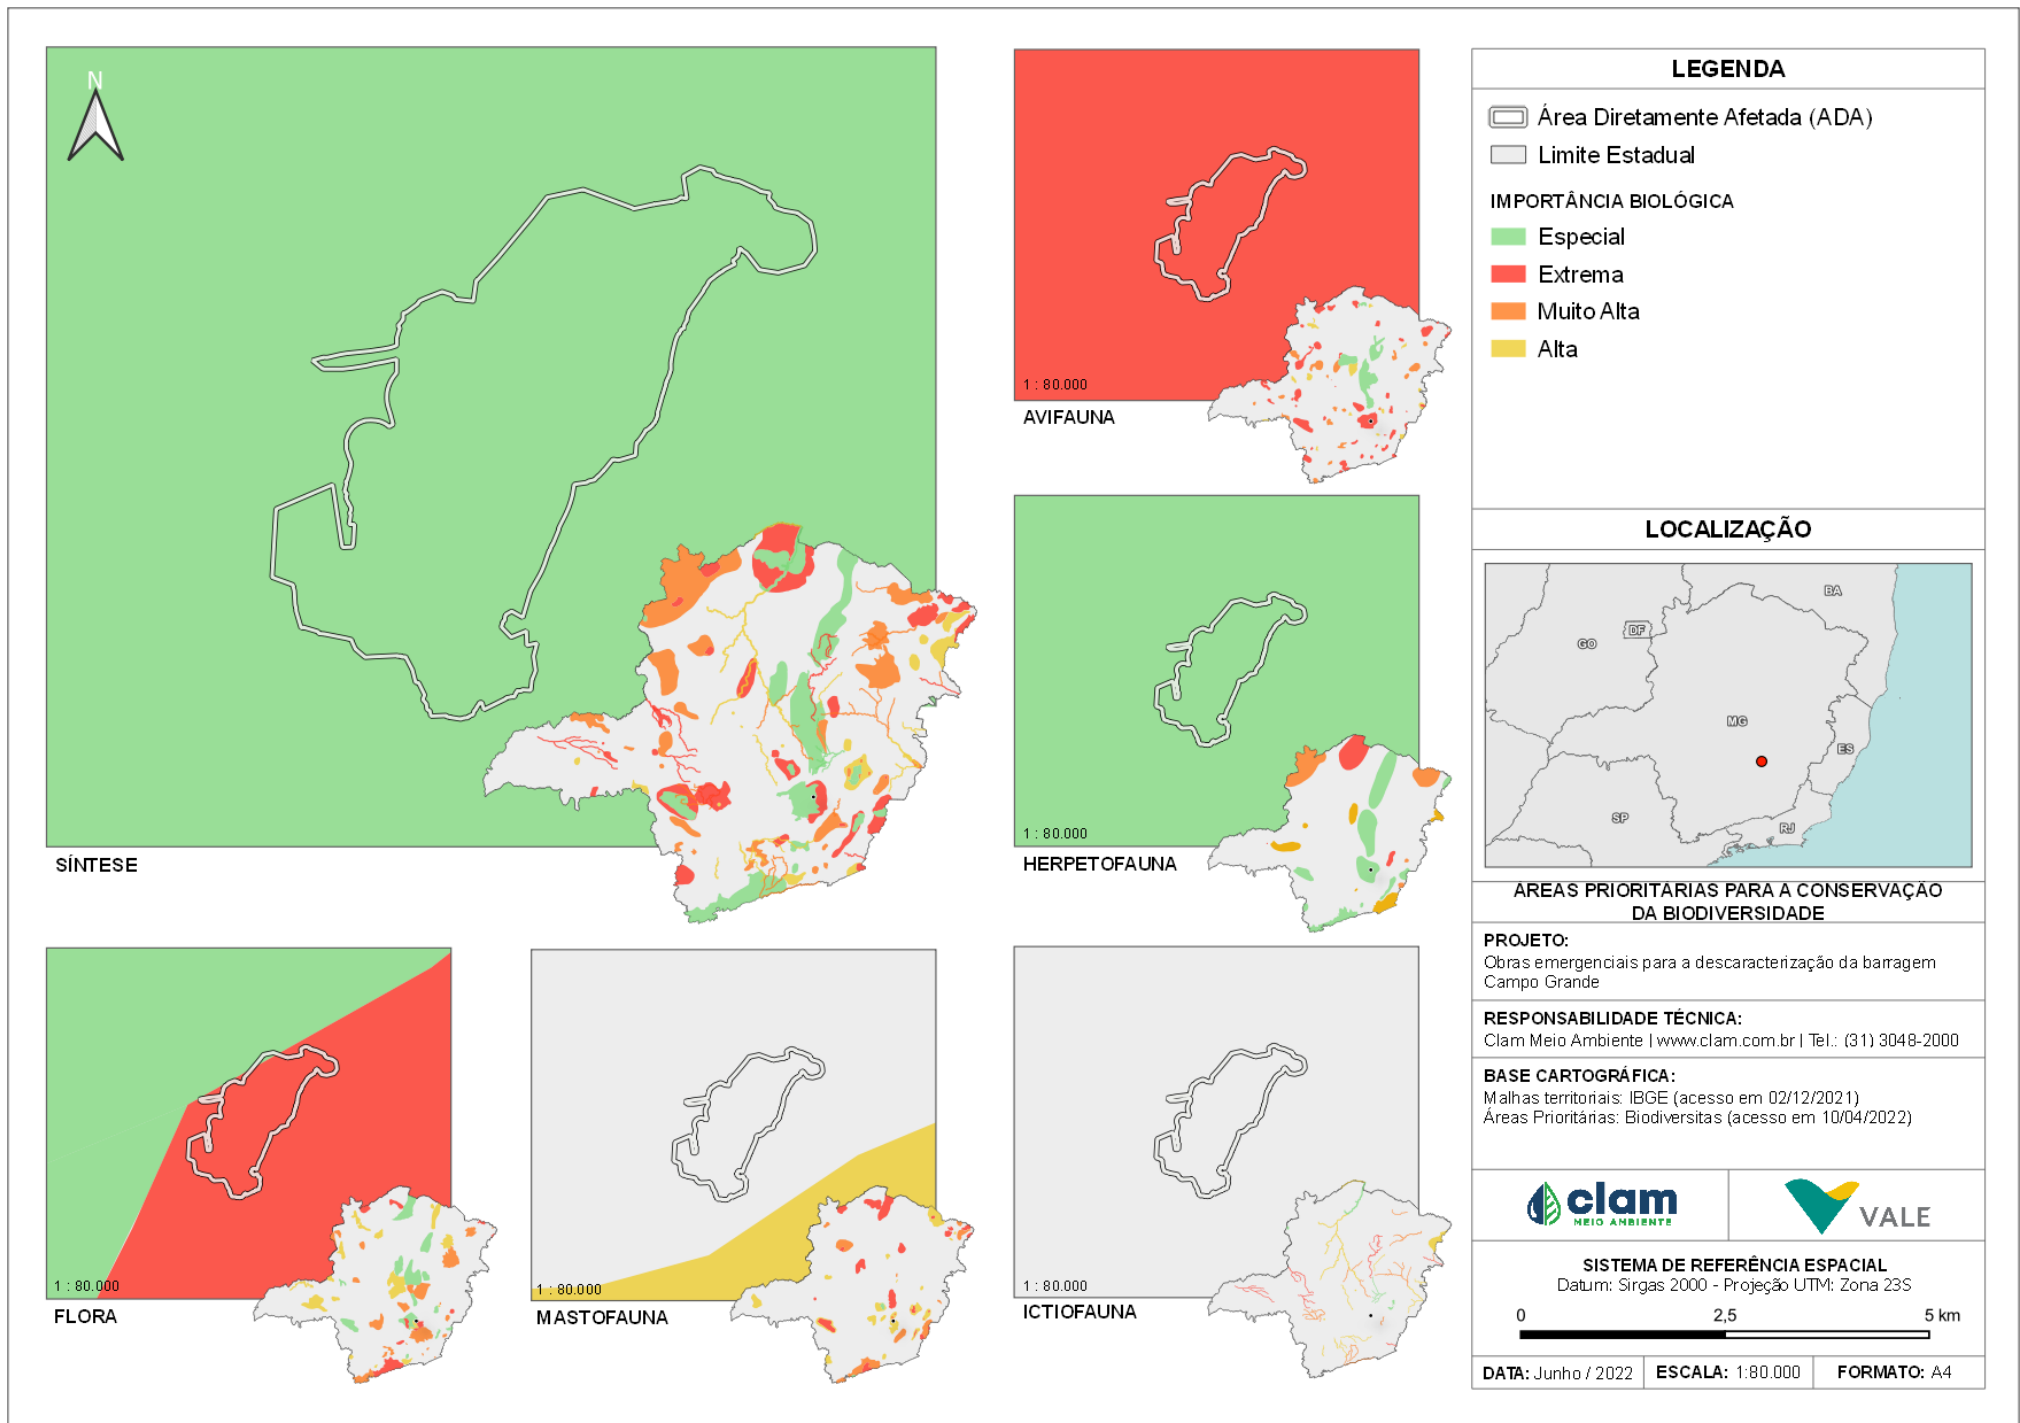 N
SÍNTESE
1 : 80.000
AVIFAUNA
1 : 80.000
HERPETOFAUNA
1 : 80.000
FLORA
1 : 80.000
MASTOFAUNA
1 : 80.000
ICTIOFAUNA
LEGENDA
Área Diretamente Afetada (ADA)
Limite Estadual
IMPORTÂNCIA BIOLÓGICA
Especial
Extrema
Muito Alta
Alta
LOCALIZAÇÃO
BA
DF
GO
MG
ES
SP
RJ
ÁREAS PRIORITÁRIAS PARA A CONSERVAÇÃO
DA BIODIVERSIDADE
PROJETO:
Obras emergenciais para a descaracterização da barragem
Campo Grande
RESPONSABILIDADE TÉCNICA:
Clam Meio Ambiente | www.clam.com.br | Tel.: (31) 3048-2000
BASE CARTOGRÁFICA:
Malhas territoriais: IBGE (acesso em 02/12/2021)
Áreas Prioritárias: Biodiversitas (acesso em 10/04/2022)
clam
MEIO AMBIENTE
VALE
SISTEMA DE REFERÊNCIA ESPACIAL
Datum: Sirgas 2000 - Projeção UTM: Zona 23S
0 2,5 5 km
DATA: Junho / 2022 ESCALA: 1:80.000 FORMATO: A4